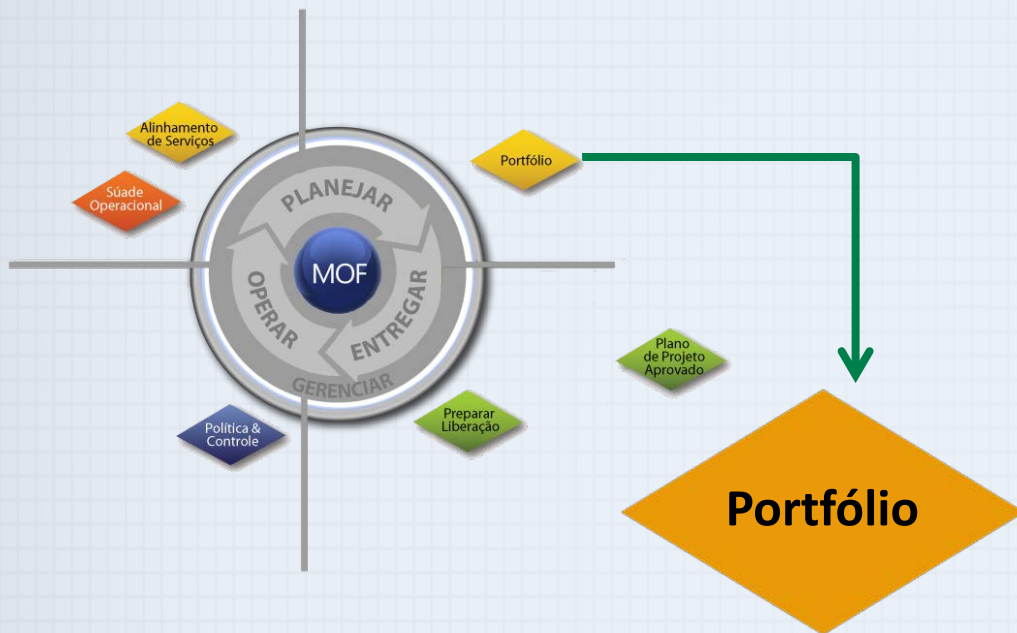 Alinhamento
de Serviços
Portfólio
Súade
Operacional
PLANEJAR
MOF
OPERAR
ENTREGAR
GERENCIAR
Plano
de Projeto
Aprovado
Política &
Controle
Preparar
Liberação
Portfólio